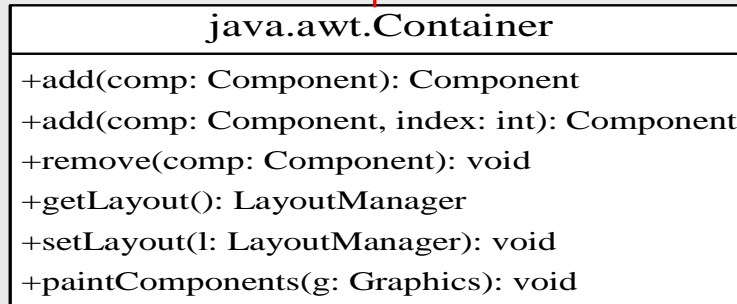 java.awt.Container
+add(comp: Component): Component
+add(comp: Component, index: int): Component
+remove(comp: Component): void
+getLayout(): LayoutManager
+setLayout(l: LayoutManager): void
+paintComponents(g: Graphics): void